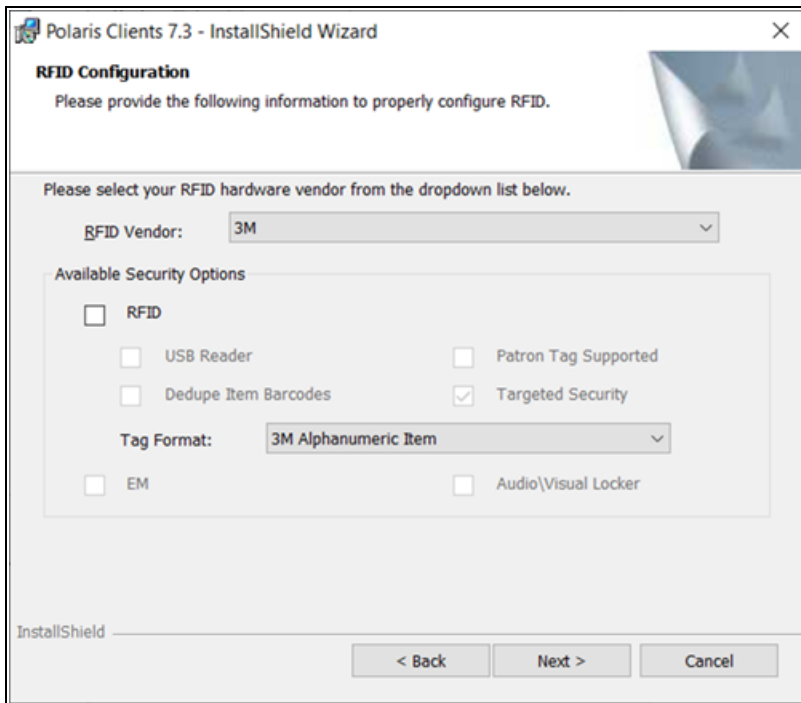 Polaris Clients 7.3 - InstallShield Wizard
RFID Configuration
Please provide the following information to properly configure RFID.
Please select your RFID hardware vendor from the dropdown list below.
RFID Vendor: 3M
Available Security Options
RFID
USB Reader Patron Tag Supported
Dedupe Item Barcodes Targeted Security
Tag Format: 3M Alphanumeric Item
EM Audio\Visual Locker
InstallShield
< Back Next > Cancel